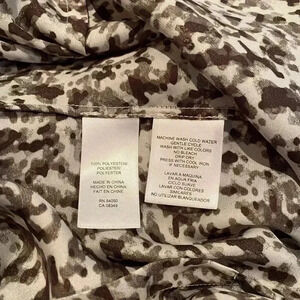 100% POLYESTER/
POLIESTER/
POLYESTER
MADE IN CHINA
HECHO EN CHINA
FAIT EN CHINE
RN 84050
CA 08349
MACHINE WASH COLD WATER
GENTLE CYCLE
WASH WITH LIKE COLORS
NO BLEACH
DRIP DRY
PRESS WITH COOL IRON
IF NECESSARY
LAVAR A MAQUINA
EN AGUA FRIA
CICLO SUAVE
LAVAR CON COLORES
SIMILARES
NO UTILIZAR BLANQUEADOR